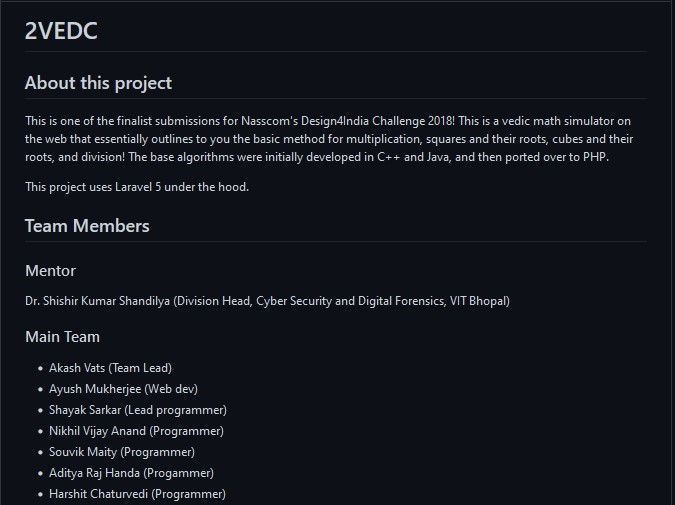 2VEDC
About this project
This is one of the finalist submissions for Nasscom's Design4India Challenge 2018! This is a vedic math simulator on
the web that essentially outlines to you the basic method for multiplication, squares and their roots, cubes and their
roots, and division! The base algorithms were initially developed in C++ and Java, and then ported over to PHP.
This project uses Laravel 5 under the hood.
Team Members
Mentor
Dr. Shishir Kumar Shandilya (Division Head, Cyber Security and Digital Forensics, VIT Bhopal)
Main Team
• Akash Vats (Team Lead)
• Ayush Mukherjee (Web dev)
• Shayak Sarkar (Lead programmer)
• Nikhil Vijay Anand (Programmer)
• Souvik Maity (Programmer)
• Aditya Raj Handa (Progammer)
• Harshit Chaturvedi (Programmer)